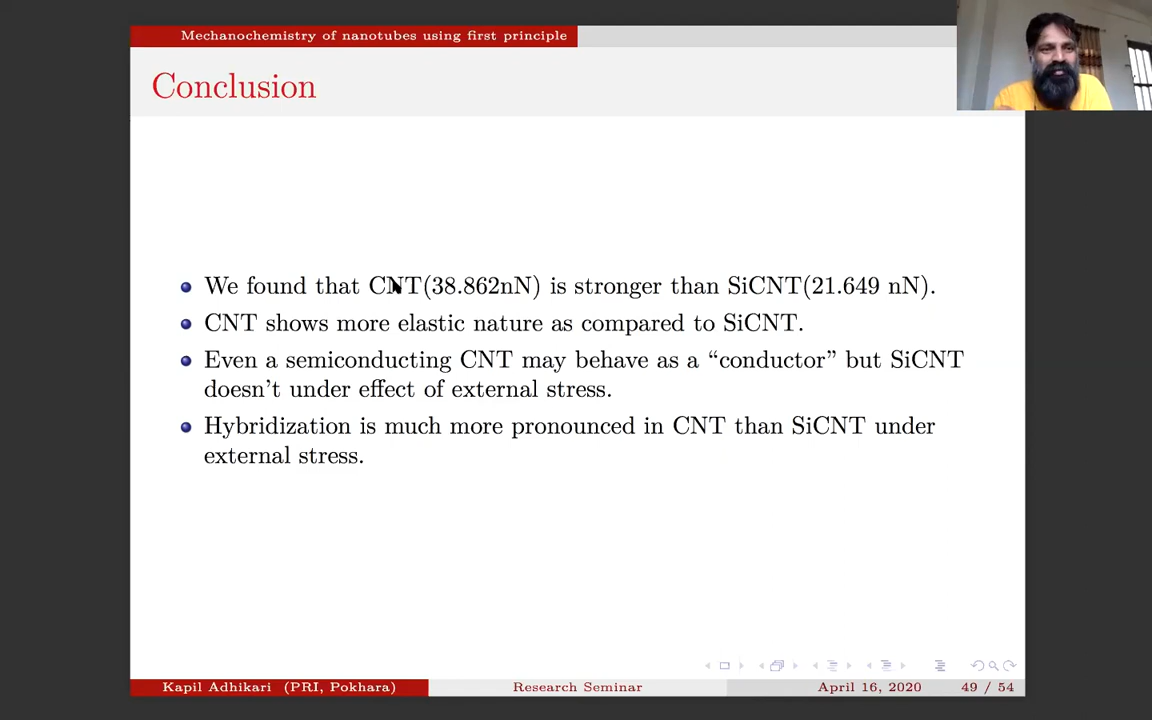 Mechanochemistry of nanotubes using first principle
Conclusion
We found that CNT(38.862nN) is stronger than SiCNT(21.649 nN).
CNT shows more elastic nature as compared to SiCNT.
Even a semiconducting CNT may behave as a “conductor” but SiCNT
doesn’t under effect of external stress.
Hybridization is much more pronounced in CNT than SiCNT under
external stress.
Kapil Adhikari (PRI, Pokhara) Research Seminar April 16, 2020 49 / 54